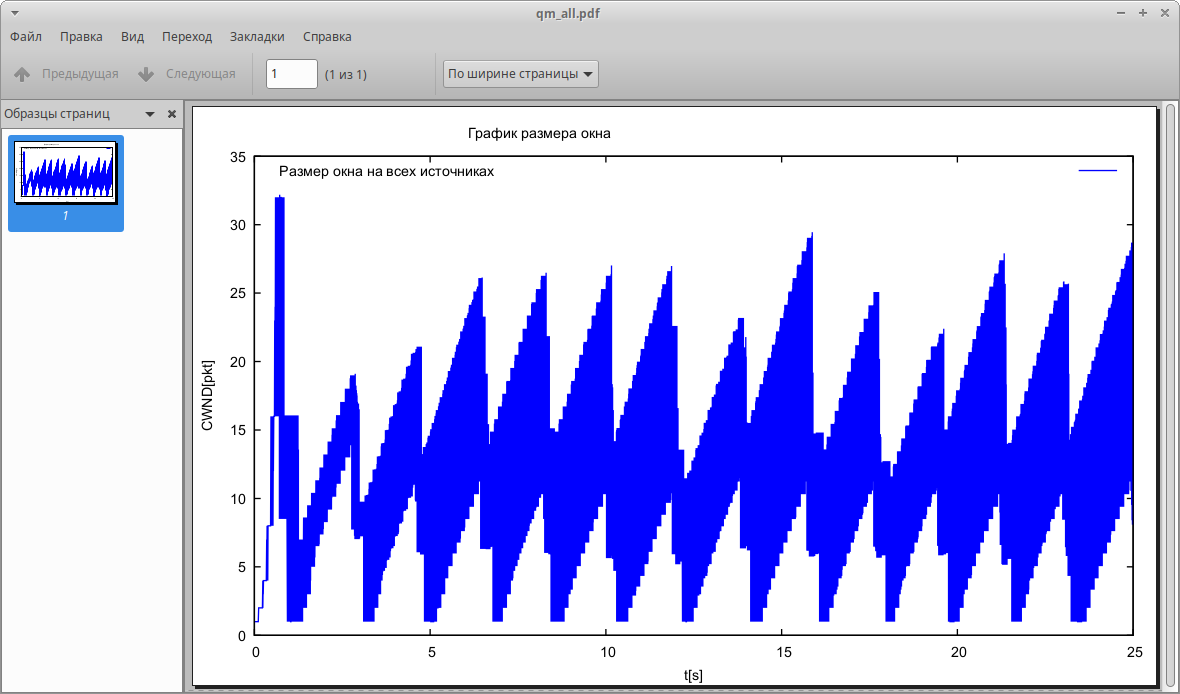 qm_all.pdf
Файл Правка Вид Переход Закладки Справка
Предыдущая Следующая 1 (1 из 1) По ширине страницы
Образцы страниц
1
График размера окна
Размер окна на всех источниках
35
30
25
20
15
10
5
0
CWND[pkt]
0 5 10 15 20 25
t[s]